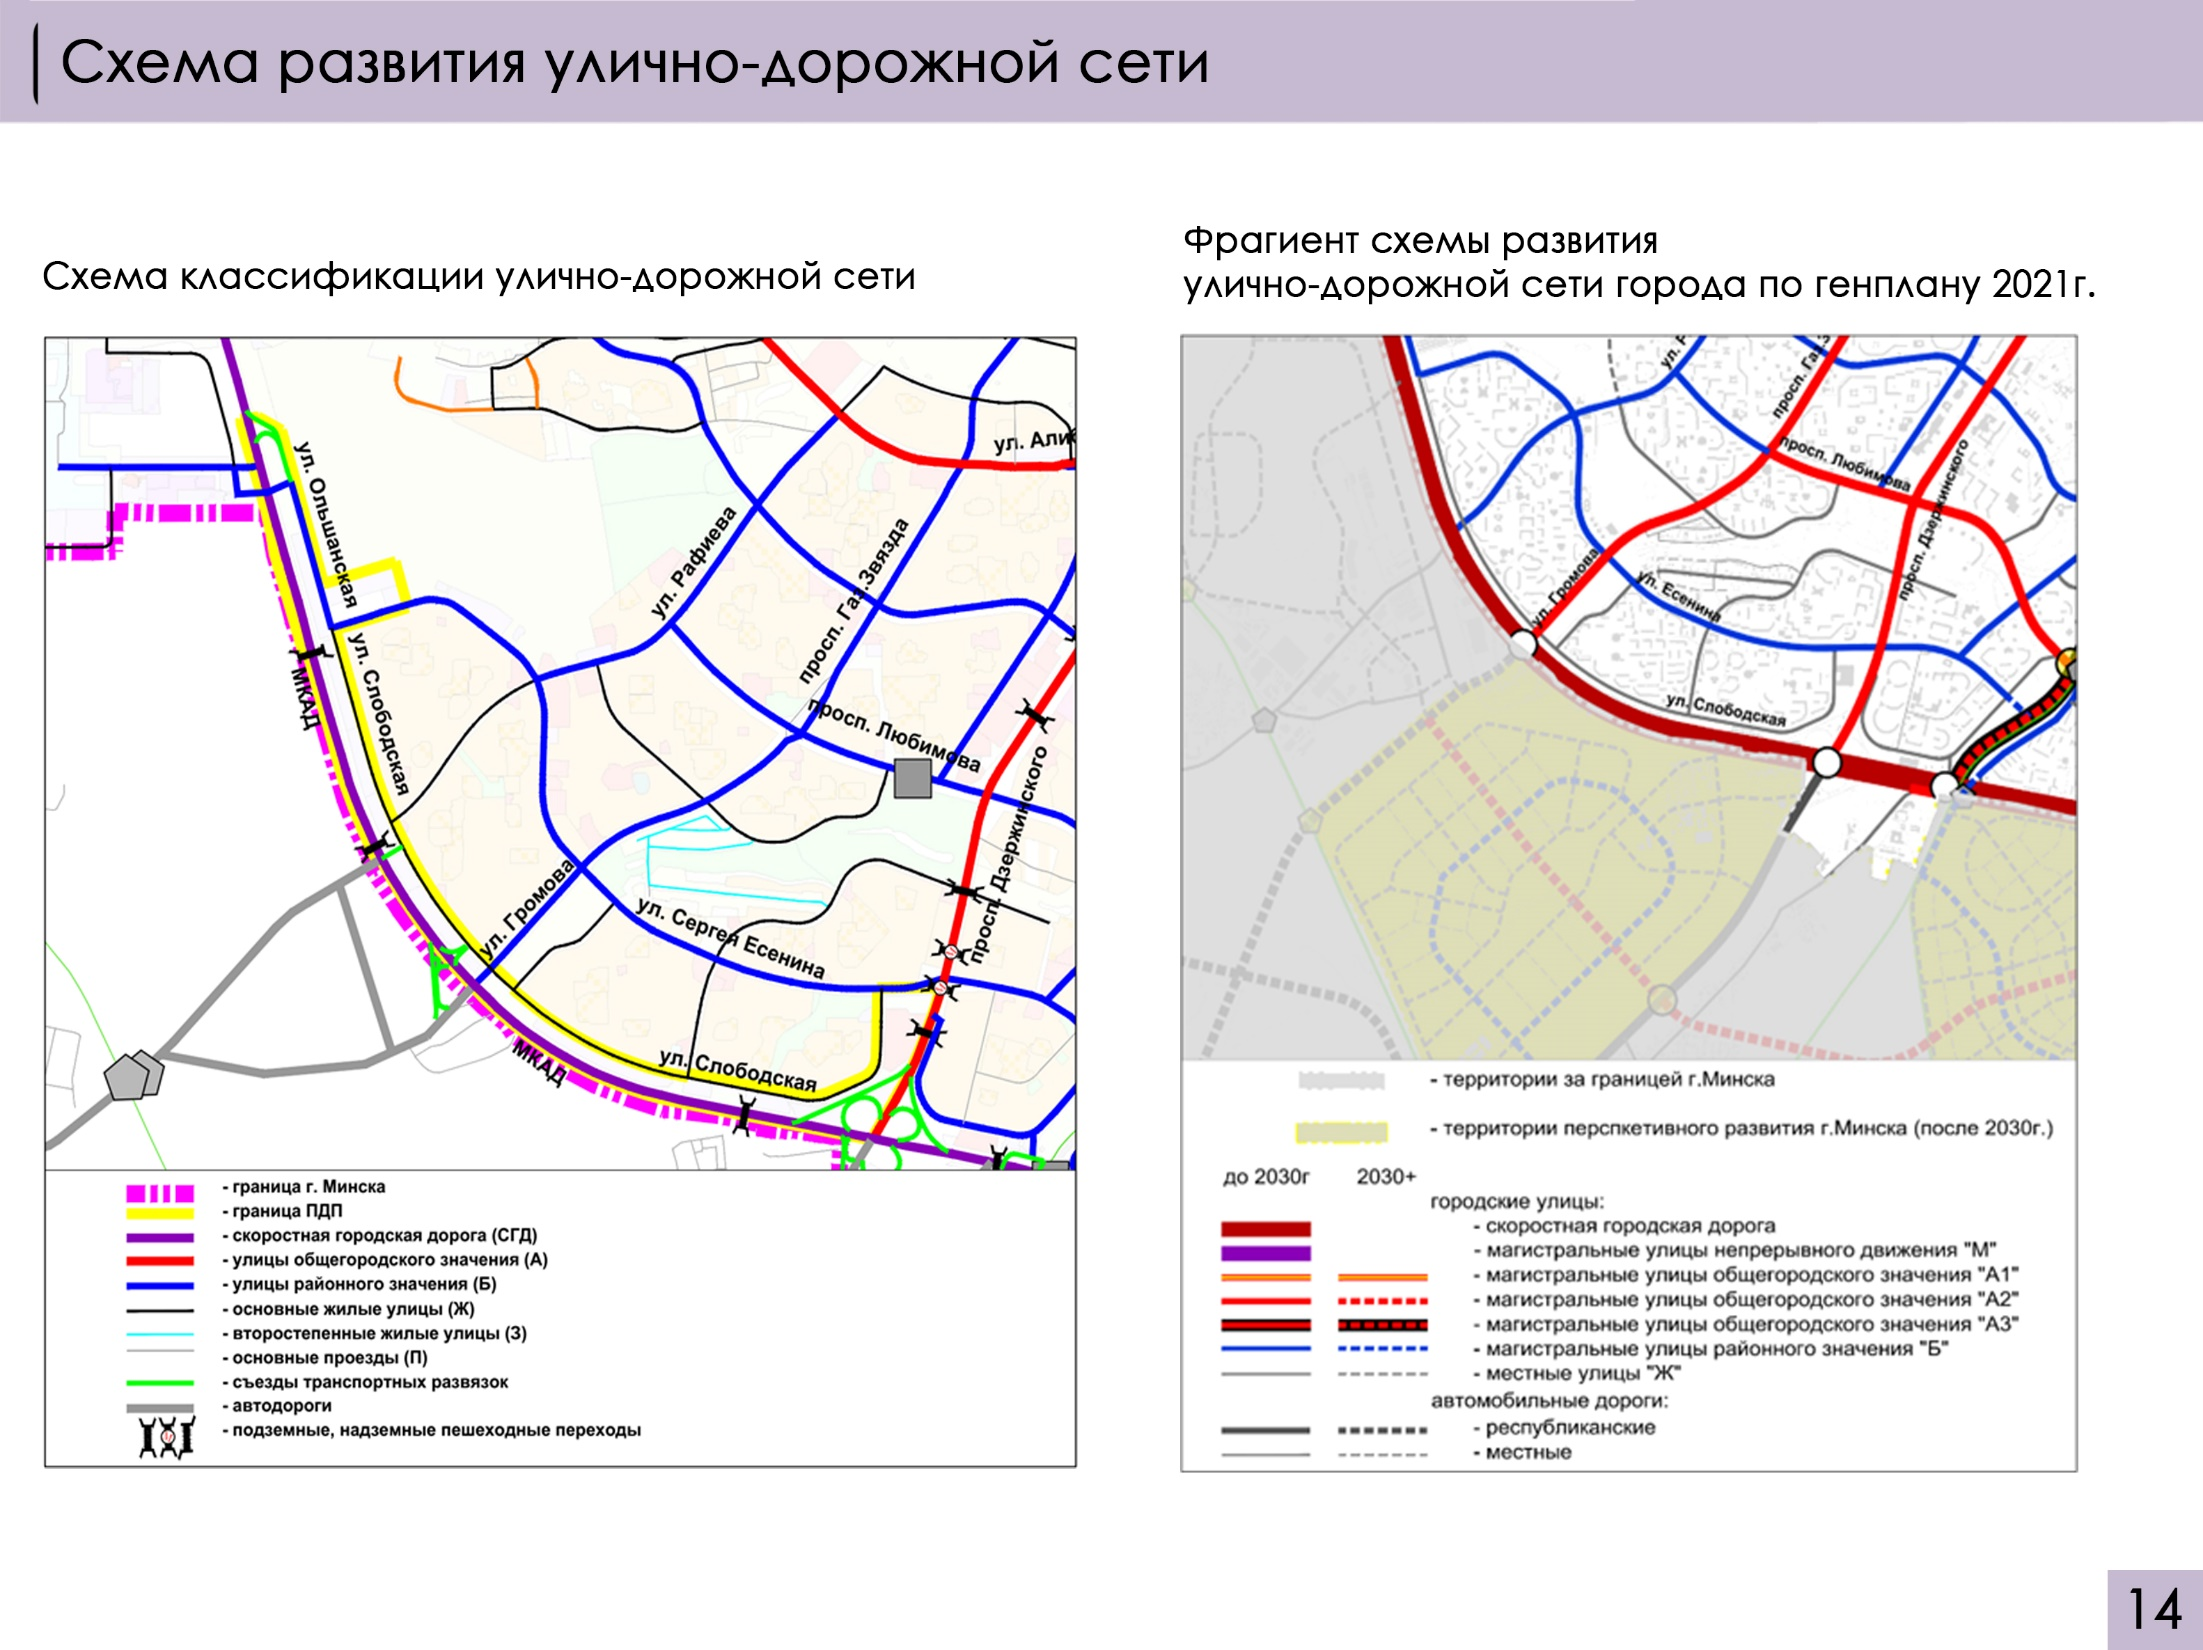 Схема развития улично-дорожной сети
Схема классификации улично-дорожной сети
ул. Али
ул. Ольшанская
ул. Рафиева
просп. Газ.Звязда
ул. Слободская
МКАД
просп. Любимова
просп. Дзержинского
ул. Громова
ул. Сергея Есенина
просп.
МКАД
ул. Слободская
- граница г. Минска
- граница ПДП
- скоростная городская дорога (СГД)
- улицы общегородского значения (А)
- улицы районного значения (Б)
- основные жилые улицы (Ж)
- второстепенные жилые улицы (З)
- основные проезды (П)
- съезды транспортных развязок
- автодороги
- подземные, надземные пешеходные переходы
Фрагиент схемы развития
улично-дорожной сети города по генплану 2021г.
ул. Р
просп. Газ.З
просп. Любимова
просп. Дзержинского
ул. Громова
ул. Есенина
ул. Слободская
- территории за границей г.Минска
- территории перспкетивного развития г.Минска (после 2030г.)
до 2030г 2030+
городские улицы:
- скоростная городская дорога
- магистральные улицы непрерывного движения "М"
- магистральные улицы общегородского значения "А1"
- магистральные улицы общегородского значения "А2"
- магистральные улицы общегородского значения "А3"
- магистральные улицы районного значения "Б"
- местные улицы "Ж"
автомобильные дороги:
- республиканские
- местные
14